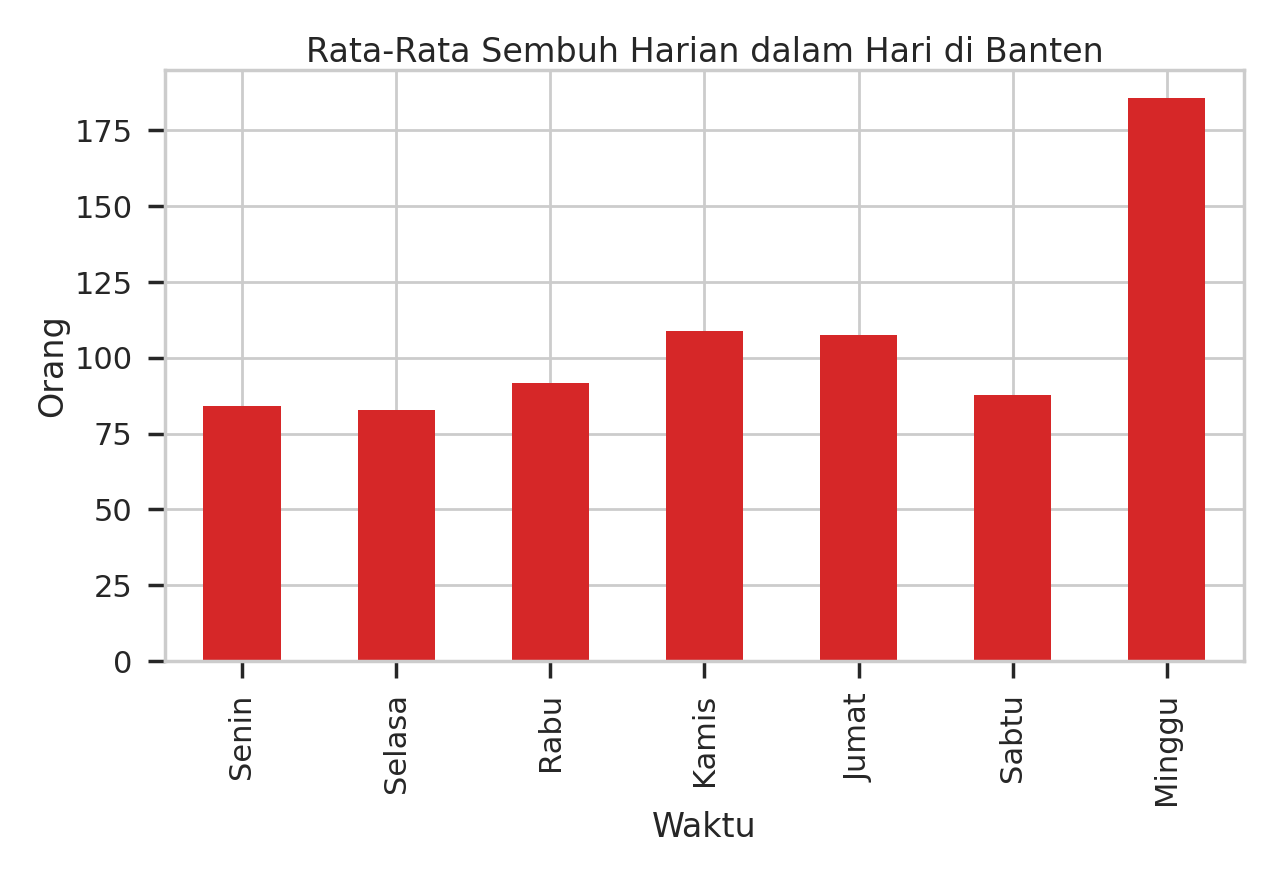 Rata-Rata Sembuh Harian dalam Hari di Banten
Orang
175
150
125
100
75
50
25
0
Senin
Selasa
Rabu
Kamis
Jumat
Sabtu
Minggu
Waktu